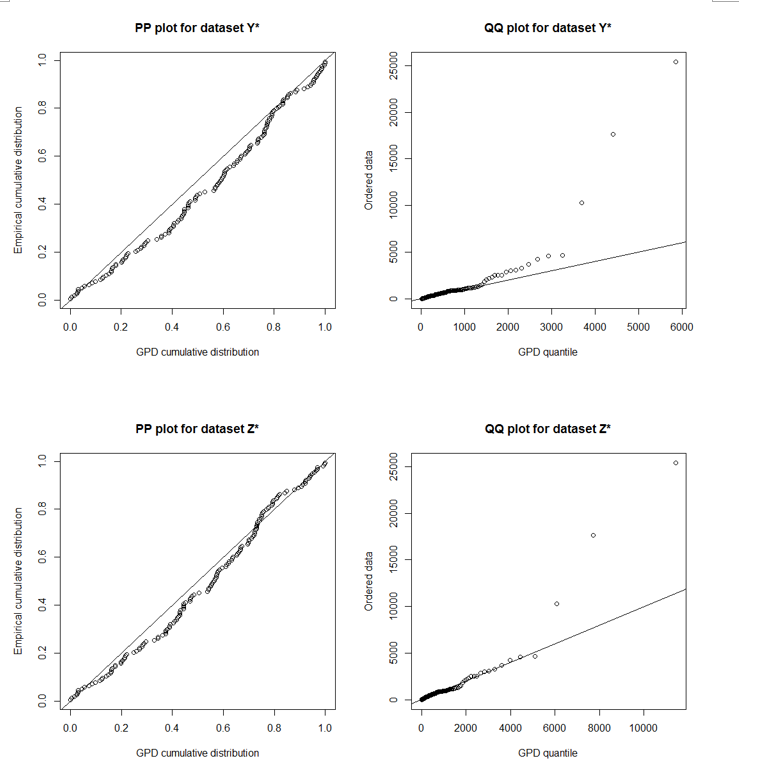 PP plot for dataset Y*
Empirical cumulative distribution
0.0 0.2 0.4 0.6 0.8 1.0
0.0 0.2 0.4 0.6 0.8 1.0
GPD cumulative distribution
QQ plot for dataset Y*
Ordered data
0 5000 10000 15000 20000 25000
0 1000 2000 3000 4000 5000 6000
GPD quantile
PP plot for dataset Z*
Empirical cumulative distribution
0.0 0.2 0.4 0.6 0.8 1.0
0.0 0.2 0.4 0.6 0.8 1.0
GPD cumulative distribution
QQ plot for dataset Z*
Ordered data
0 5000 10000 15000 20000 25000
0 2000 4000 6000 8000 10000
GPD quantile